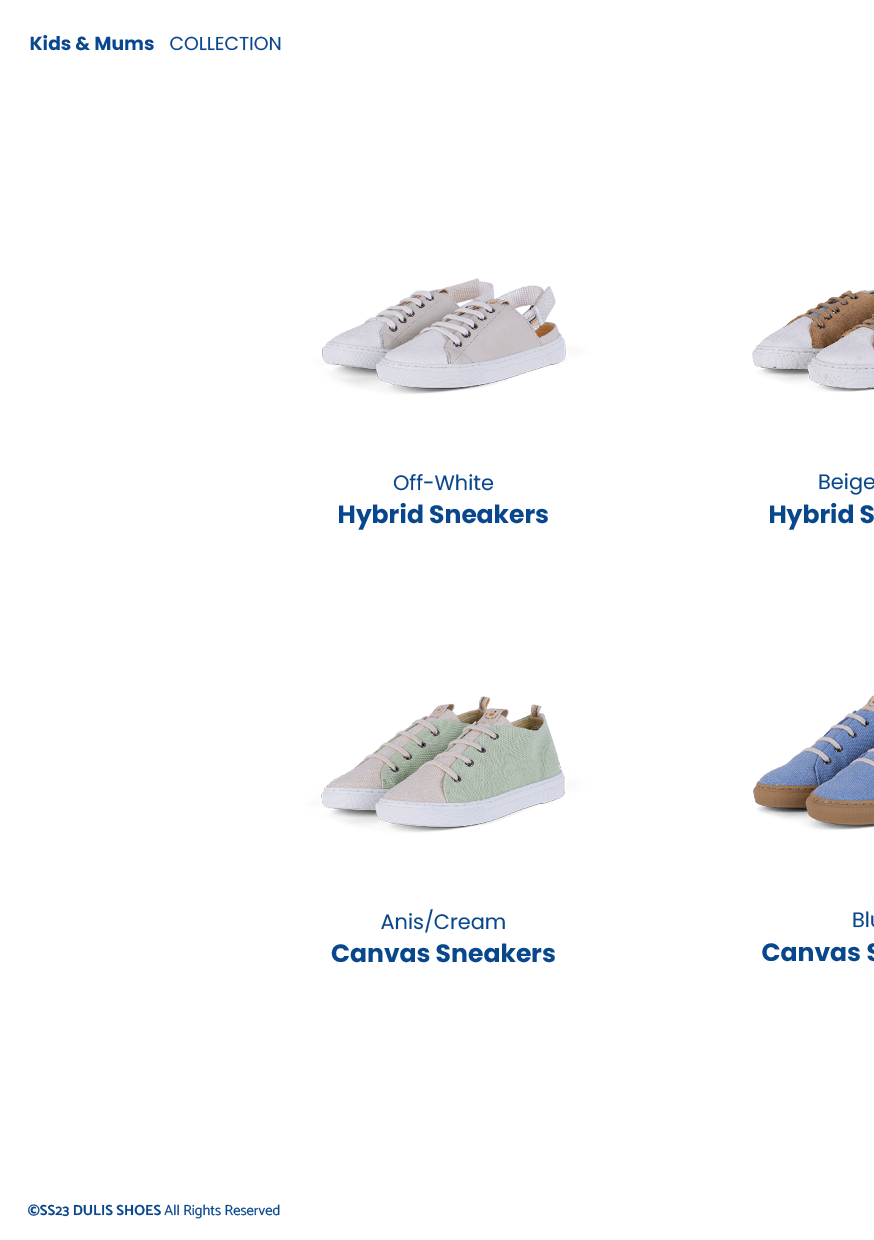 Kids & Mums COLLECTION
Off-White
Hybrid Sneakers
Beige
Hybrid S
Anis/Cream
Canvas Sneakers
Blu
Canvas S
©SS23 DULIS SHOES All Rights Reserved